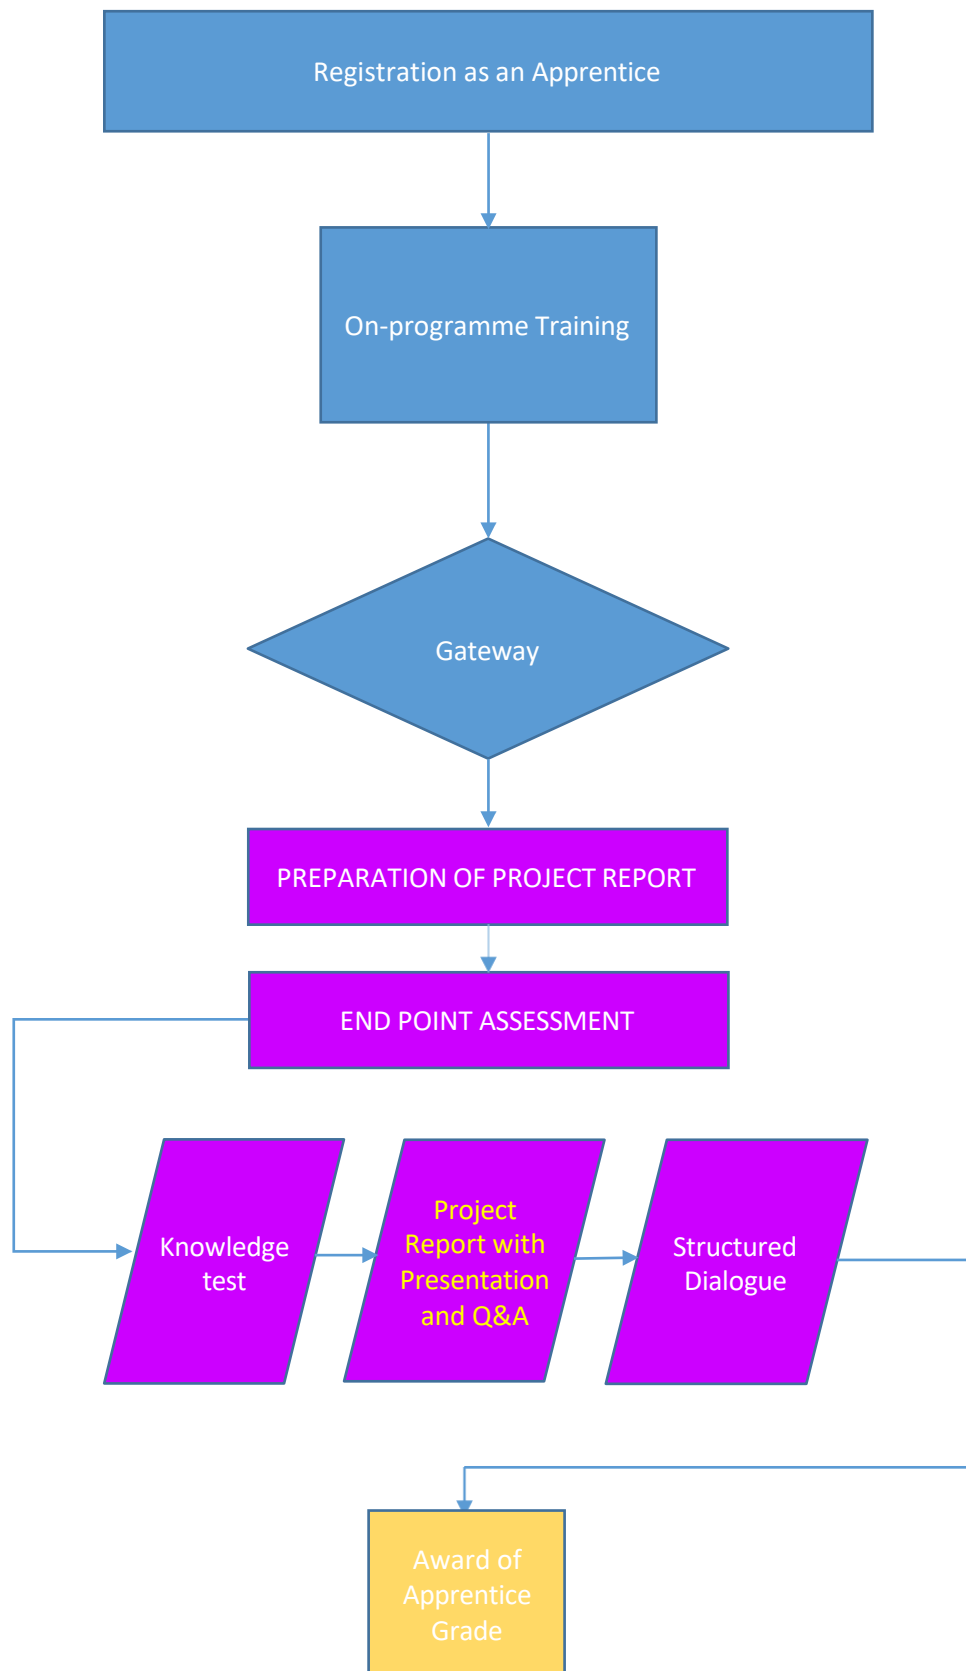 Registration as an Apprentice
On-programme Training
Gateway
PREPARATION OF PROJECT REPORT
END POINT ASSESSMENT
Knowledge
test
Project
Report with
Presentation
and Q&A
Structured
Dialogue
Award of
Apprentice
Grade